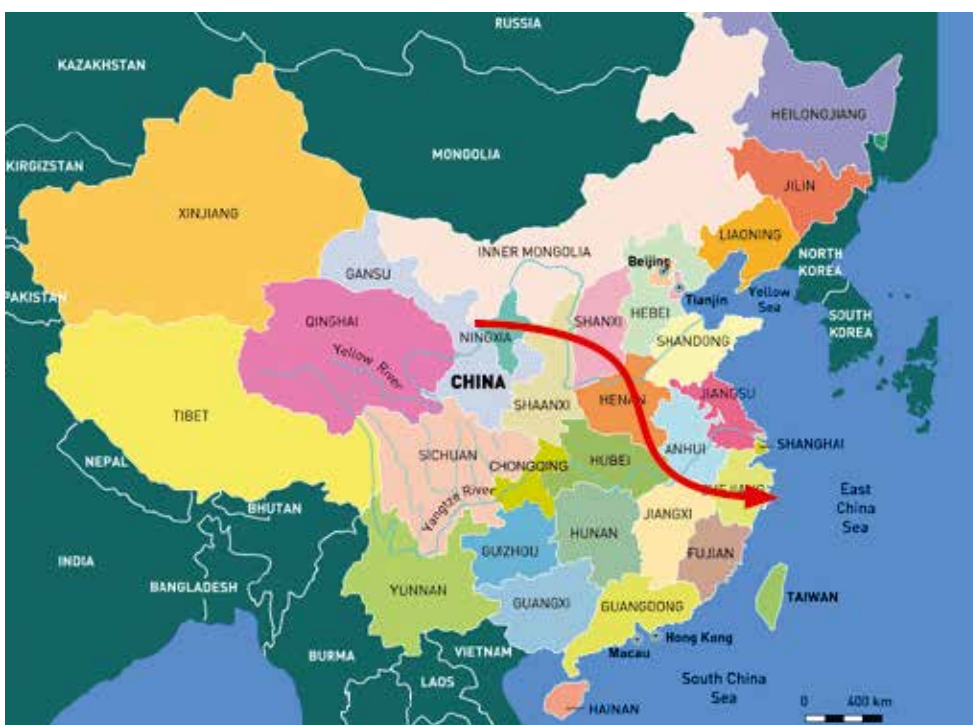 RUSSIA
KAZAKHSTAN
HEILONGJIANG
MONGOLIA
KIRGIZSTAN
JILIN
XINJIANG
LIAONING
INNER MONGOLIA
NORTH
KOREA
Beijing
GANSU
PAKISTAN
Tianjin
Yellow
Sea
QINGHAI
SHANXI
HEBEI
SOUTH
KOREA
NINGXIA
SHANDONG
Yellow River
CHINA
JIANGSU
HENAN
SHAANXI
TIBET
SHANGHAI
ANHUI
SICHUAN
HUBEI
NEPAL
CHONGQING
East
China
Sea
Yangtza River
JIANGXI
BHUTAN
HUNAN
GUIZHOU
FUJIAN
INDIA
BANGLADESH
YUNNAN
TAIWAN
GUANGXI
GUANGDONG
Hong Kong
Macau
BURMA
VIETNAM
LAOS
South China
Sea
0 400 km
HAINAN